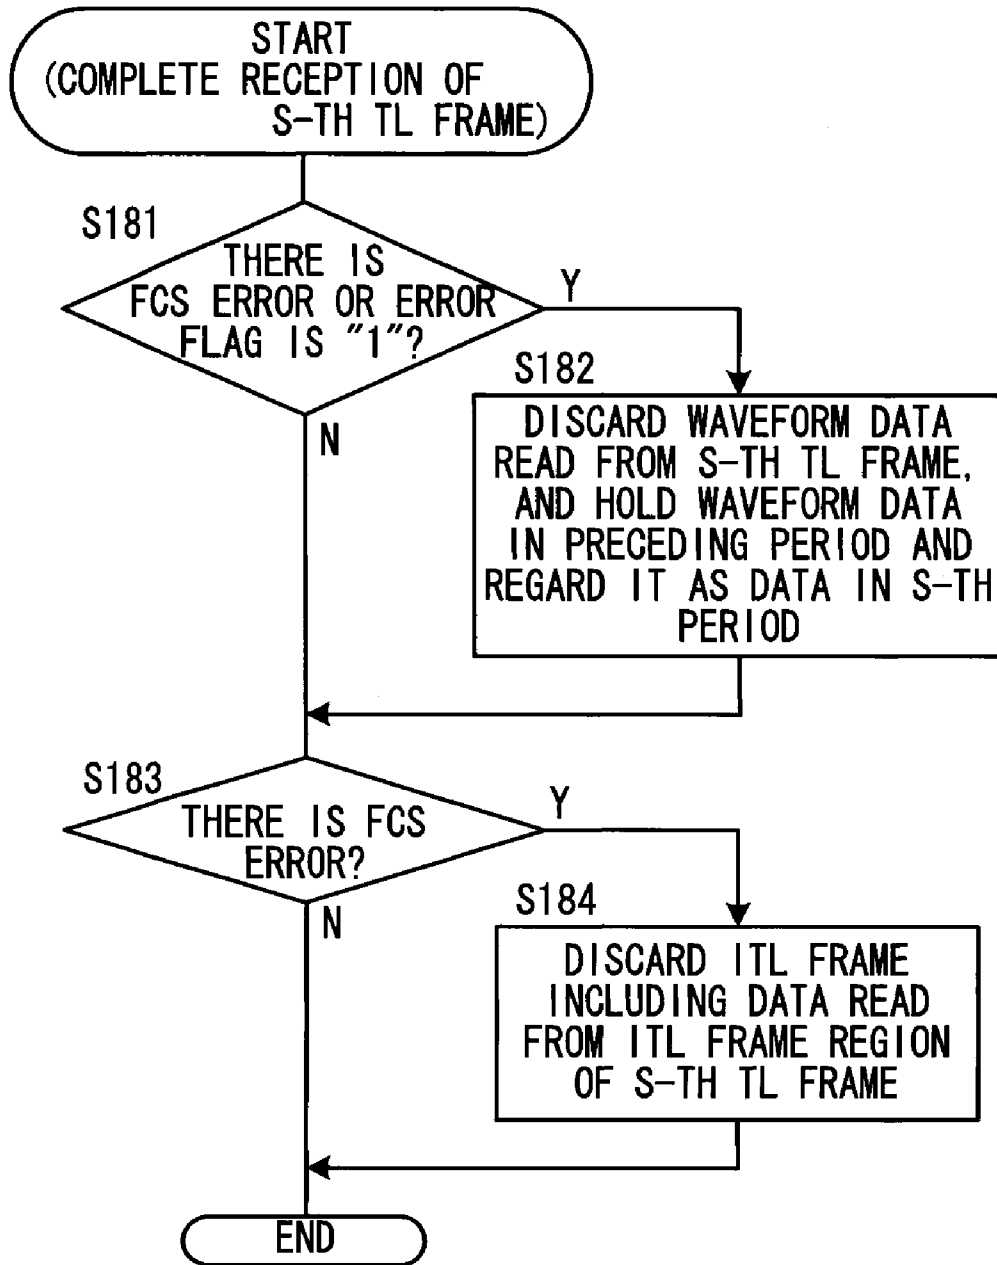 START
(COMPLETE RECEPTION OF
S-TH TL FRAME)
S181
THERE IS
FCS ERROR OR ERROR
FLAG IS "1"?
Y
N
S182
DISCARD WAVEFORM DATA
READ FROM S-TH TL FRAME,
AND HOLD WAVEFORM DATA
IN PRECEDING PERIOD AND
REGARD IT AS DATA IN S-TH
PERIOD
S183
THERE IS FCS
ERROR?
Y
N
S184
DISCARD ITL FRAME
INCLUDING DATA READ
FROM ITL FRAME REGION
OF S-TH TL FRAME
END